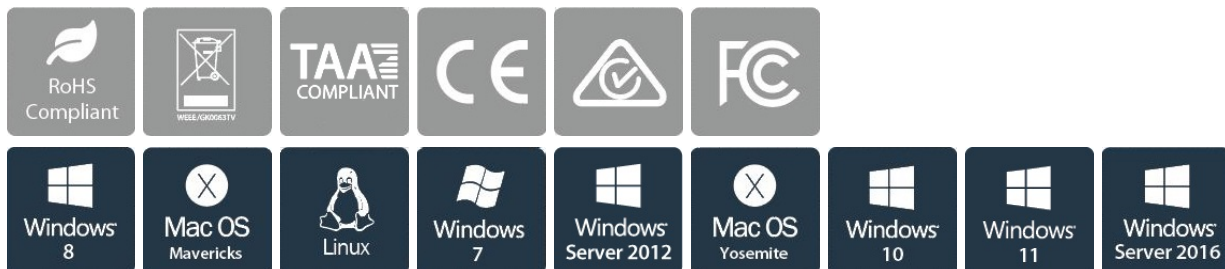 RoHS
Compliant
WEEE/GK0063TV
TAA
COMPLIANT
CE
FC
Windows
8
Mac OS
Mavericks
Linux
Windows
7
Windows
Server 2012
Mac OS
Yosemite
Windows
10
Windows
11
Windows
Server 2016